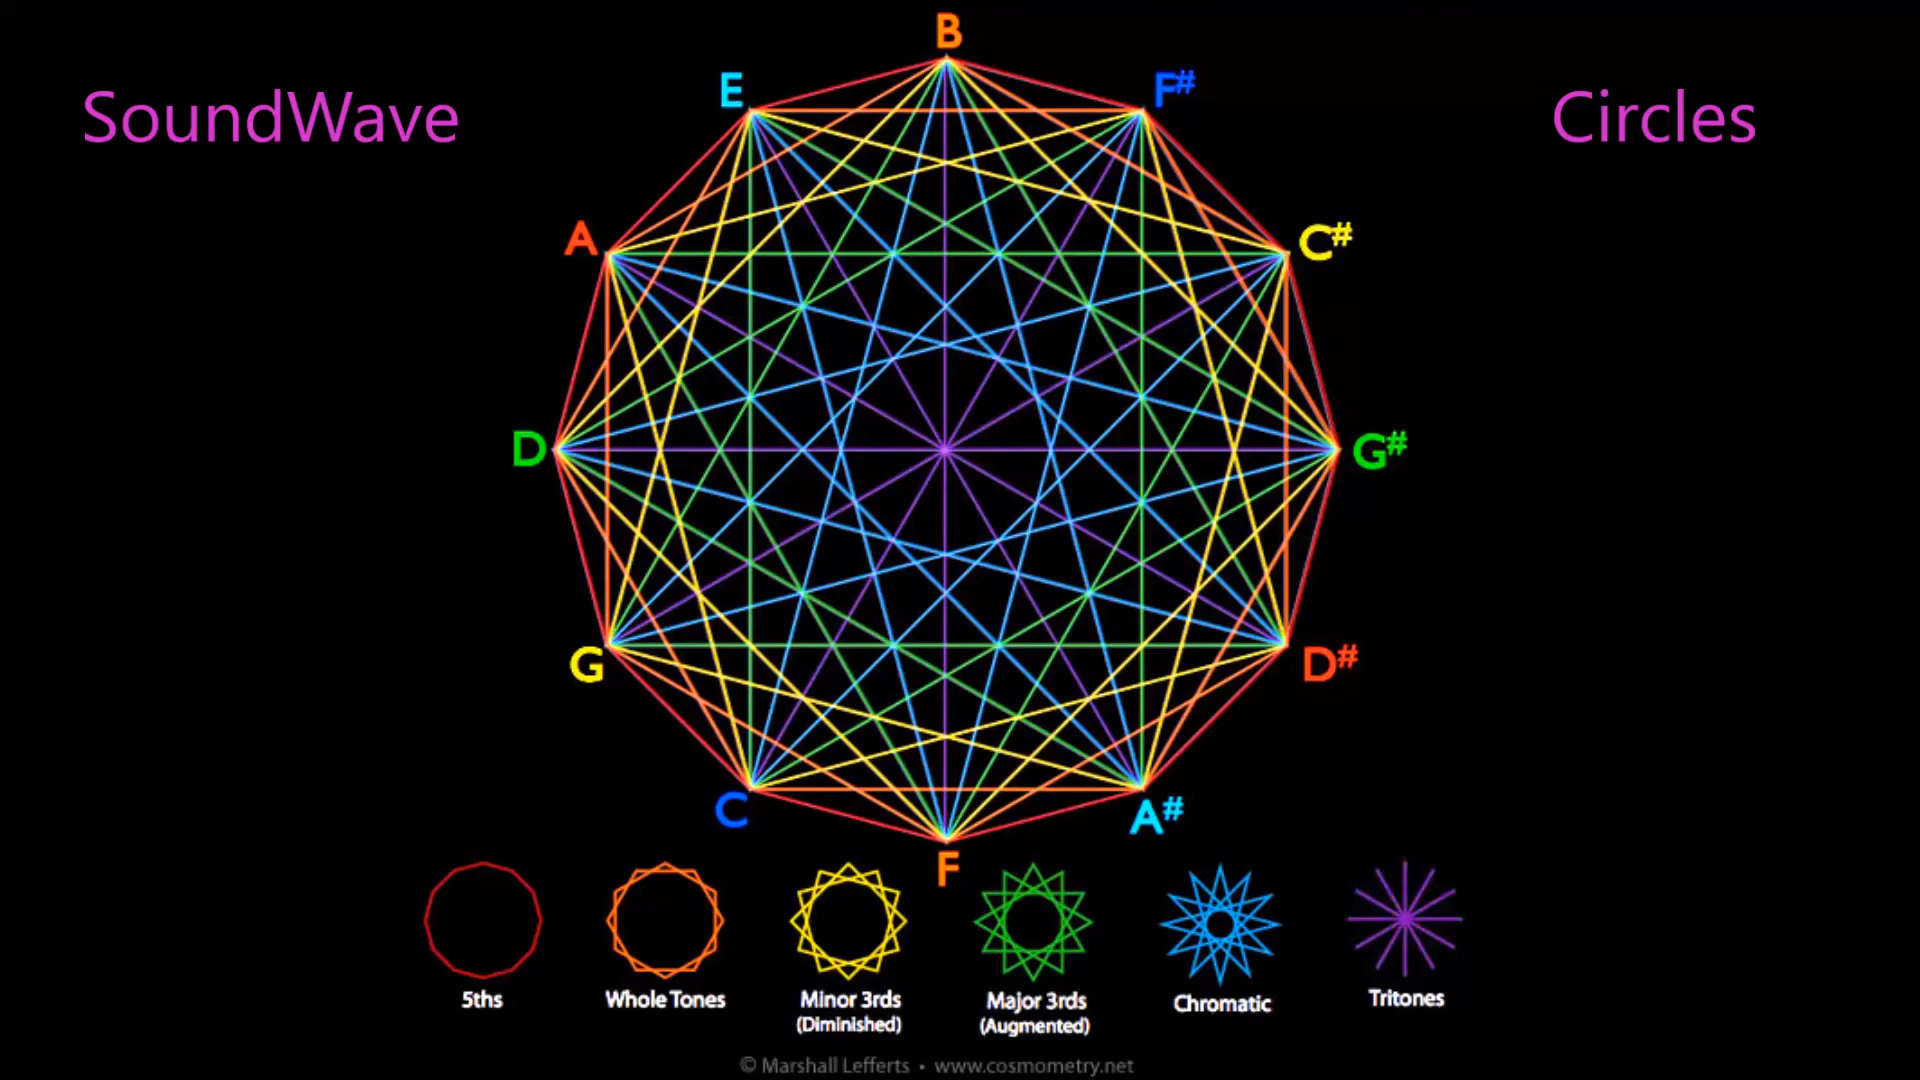 SoundWave
Circles
B
E
F#
A
C#
D
G#
G
D#
C
A#
F
5ths
Whole Tones
Minor 3rds
(Diminished)
Major 3rds
(Augmented)
Chromatic
Tritones
© Marshall Lefferts • www.cosmometry.net